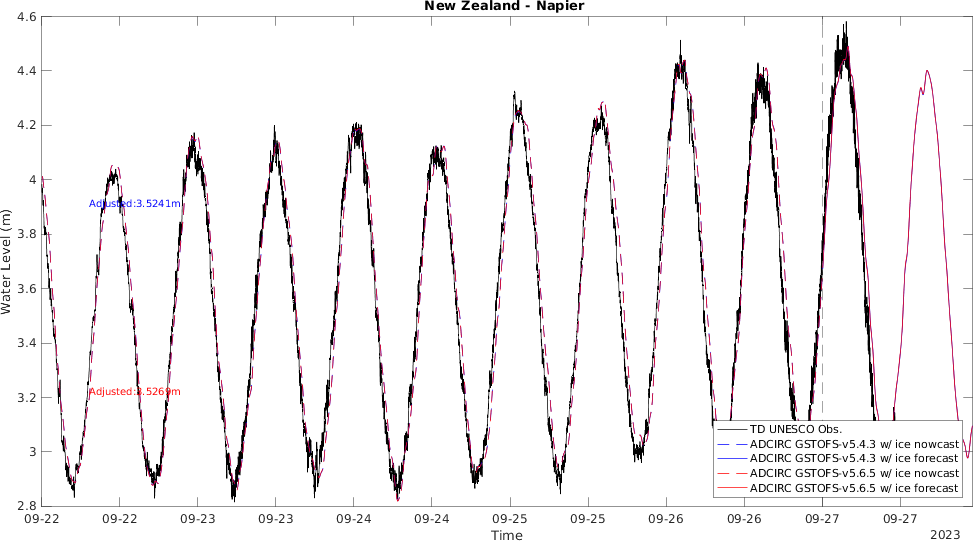 New Zealand - Napier
4.6
4.4
4.2
4
3.8
3.6
3.4
3.2
3
2.8
Water Level (m)
Adjusted:3.5241m
Adjusted:3.5269m
TD UNESCO Obs.
ADCIRC GSTOFS-v5.4.3 w/ ice nowcast
ADCIRC GSTOFS-v5.4.3 w/ ice forecast
ADCIRC GSTOFS-v5.6.5 w/ ice nowcast
ADCIRC GSTOFS-v5.6.5 w/ ice forecast
09-22 09-22 09-23 09-23 09-24 09-24 09-25 09-25 09-26 09-26 09-27 09-27
Time
2023